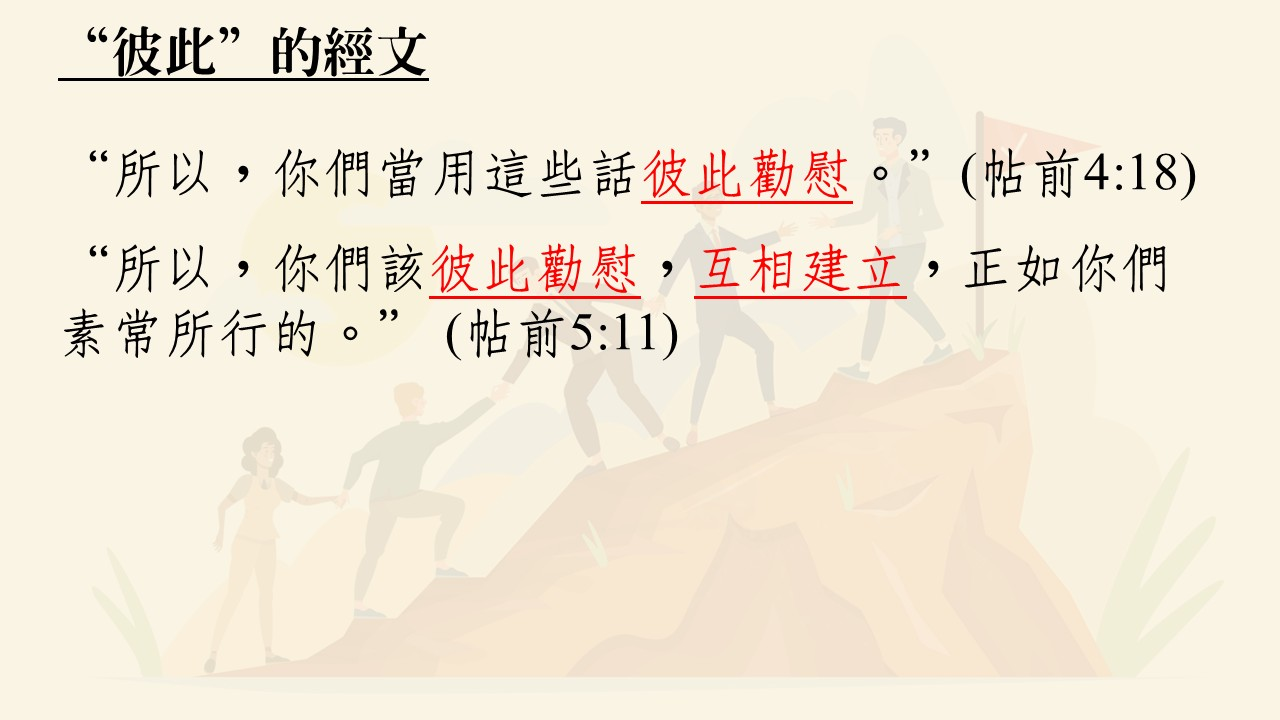 “彼此”的經文
“所以，你們當用這些話彼此勸慰。”(帖前4:18)
“所以，你們該彼此勸慰，互相建立，正如你們
素常所行的。” (帖前5:11)